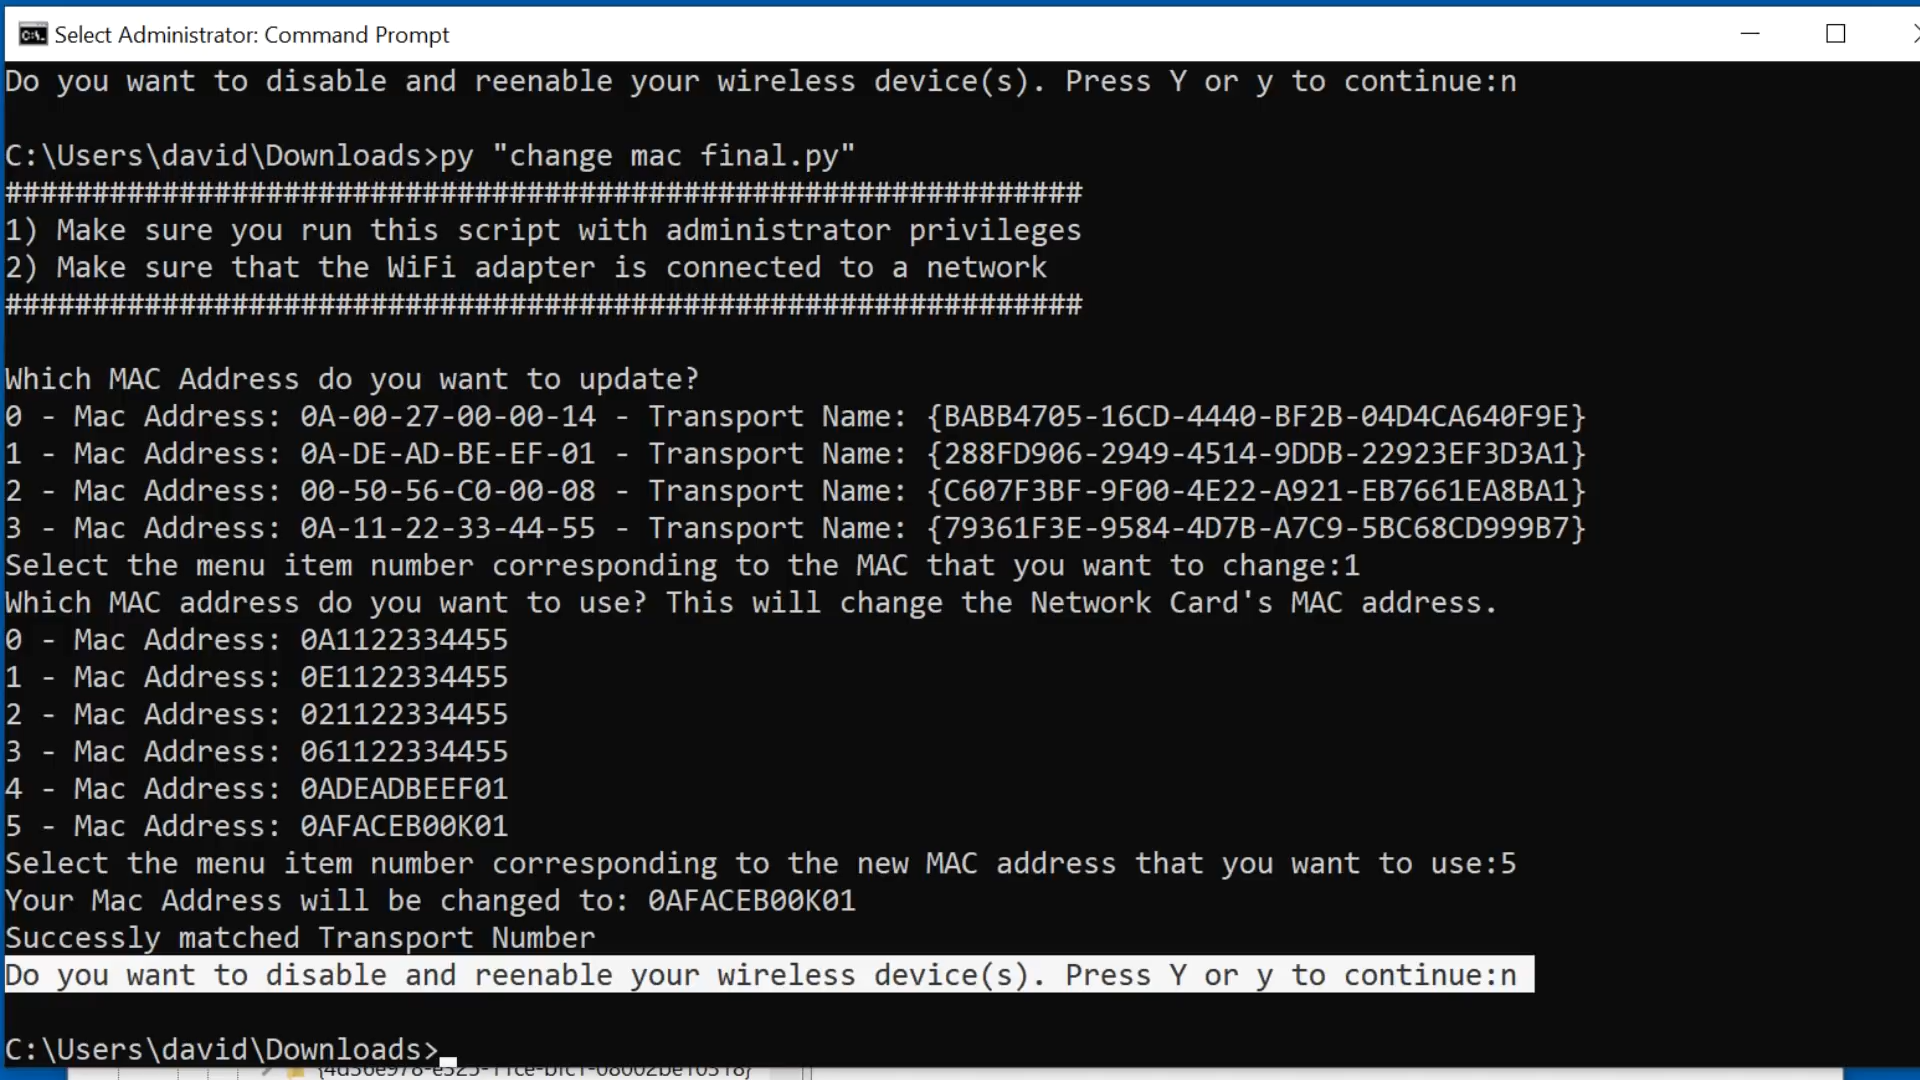 Select Administrator: Command Prompt
Do you want to disable and reenable your wireless device(s). Press Y or y to continue:n
C:\Users\david\Downloads>py "change mac final.py"
##############################################################
1) Make sure you run this script with administrator privileges
2) Make sure that the WiFi adapter is connected to a network
##############################################################
Which MAC Address do you want to update?
0 - Mac Address: 0A-00-27-00-00-14 - Transport Name: {BABB4705-16CD-4440-BF2B-04D4CA640F9E}
1 - Mac Address: 0A-DE-AD-BE-EF-01 - Transport Name: {288FD906-2949-4514-9DDB-22923EF3D3A1}
2 - Mac Address: 00-50-56-C0-00-08 - Transport Name: {C607F3BF-9F00-4E22-A921-EB7661EA8BA1}
3 - Mac Address: 0A-11-22-33-44-55 - Transport Name: {79361F3E-9584-4D7B-A7C9-5BC68CD999B7}
Select the menu item number corresponding to the MAC that you want to change:1
Which MAC address do you want to use? This will change the Network Card's MAC address.
0 - Mac Address: 0A1122334455
1 - Mac Address: 0E1122334455
2 - Mac Address: 021122334455
3 - Mac Address: 061122334455
4 - Mac Address: 0ADEADBEEF01
5 - Mac Address: 0AFACEB00K01
Select the menu item number corresponding to the new MAC address that you want to use:5
Your Mac Address will be changed to: 0AFACEB00K01
Successly matched Transport Number
Do you want to disable and reenable your wireless device(s). Press Y or y to continue:n
C:\Users\david\Downloads>